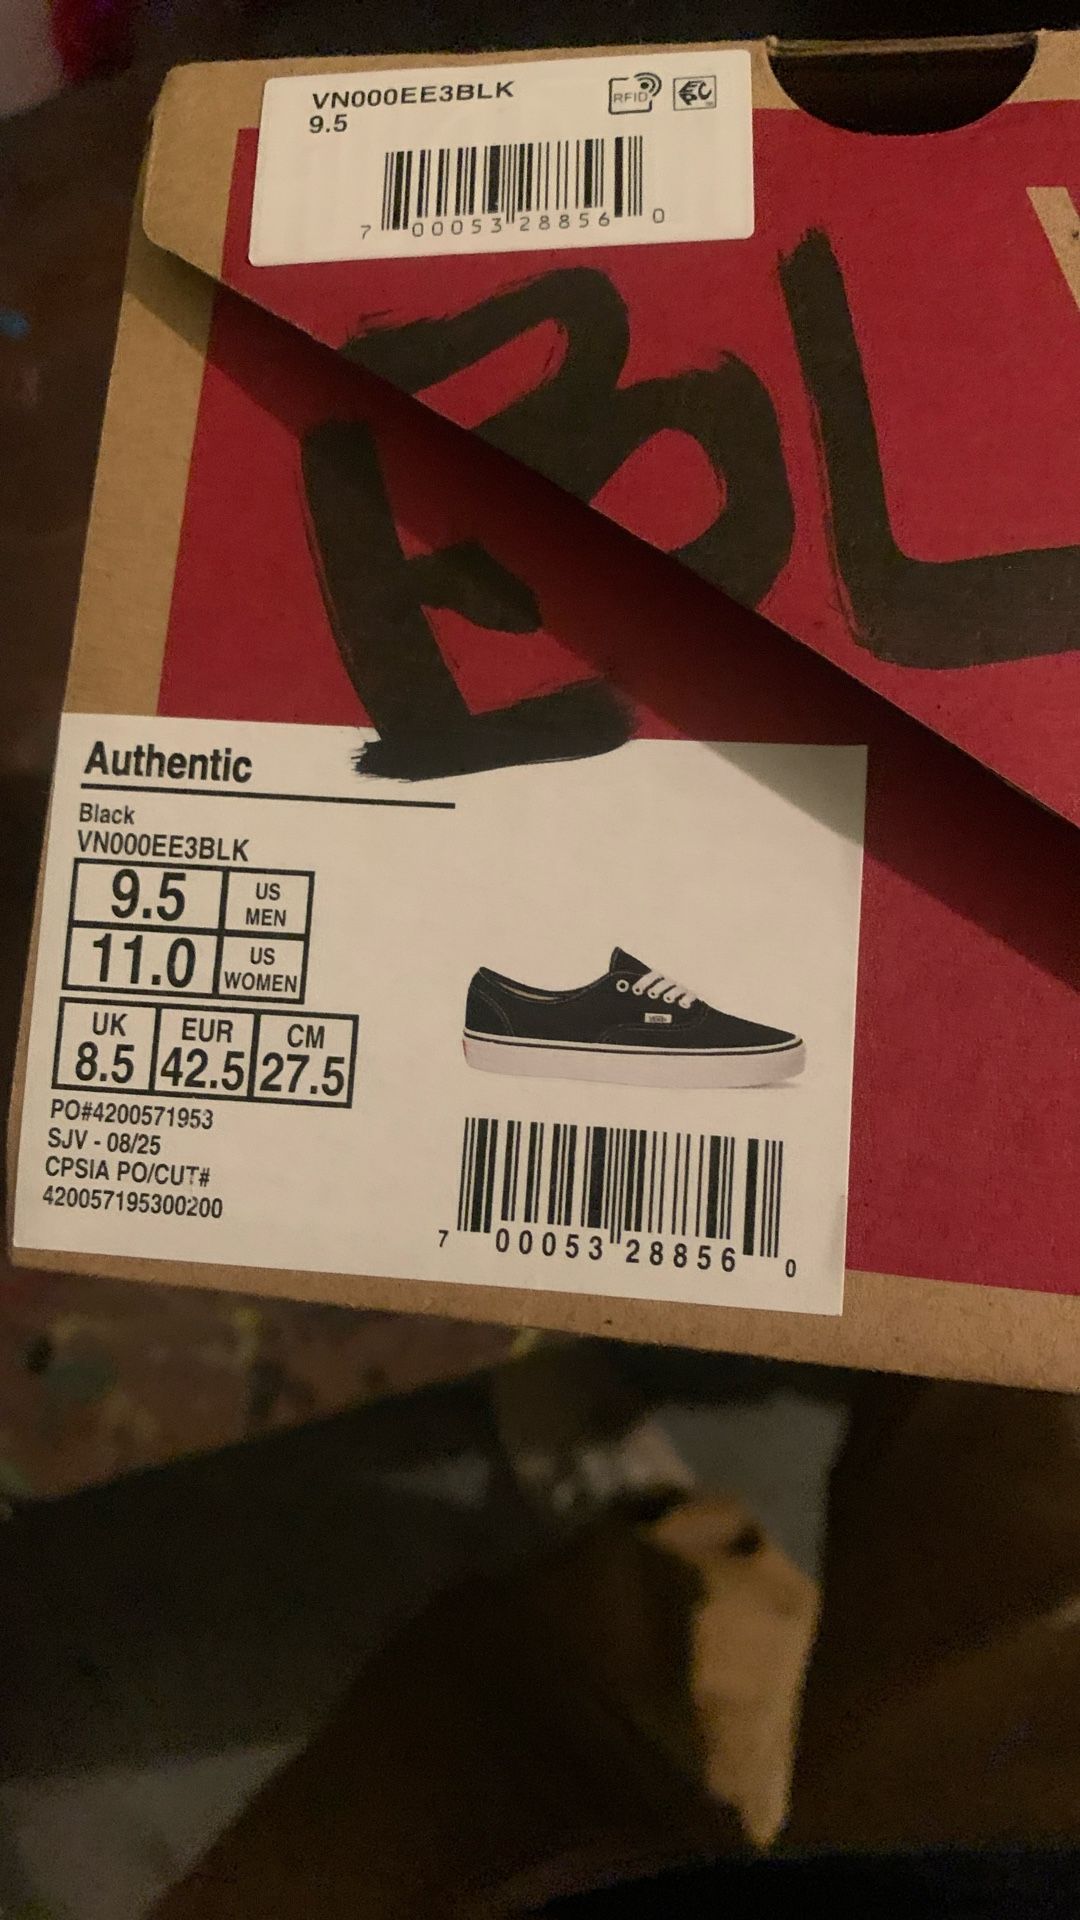 VN000EE3BLK
9.5
RFID
7 00053 28856 0
BL
Authentic
Black
VN000EE3BLK
9.5 US MEN
11.0 US WOMEN
UK EUR CM
8.5 42.5 27.5
PO#4200571953
SJV - 08/25
CPSIA PO/CUT#
420057195300200
7 00053 28856 0